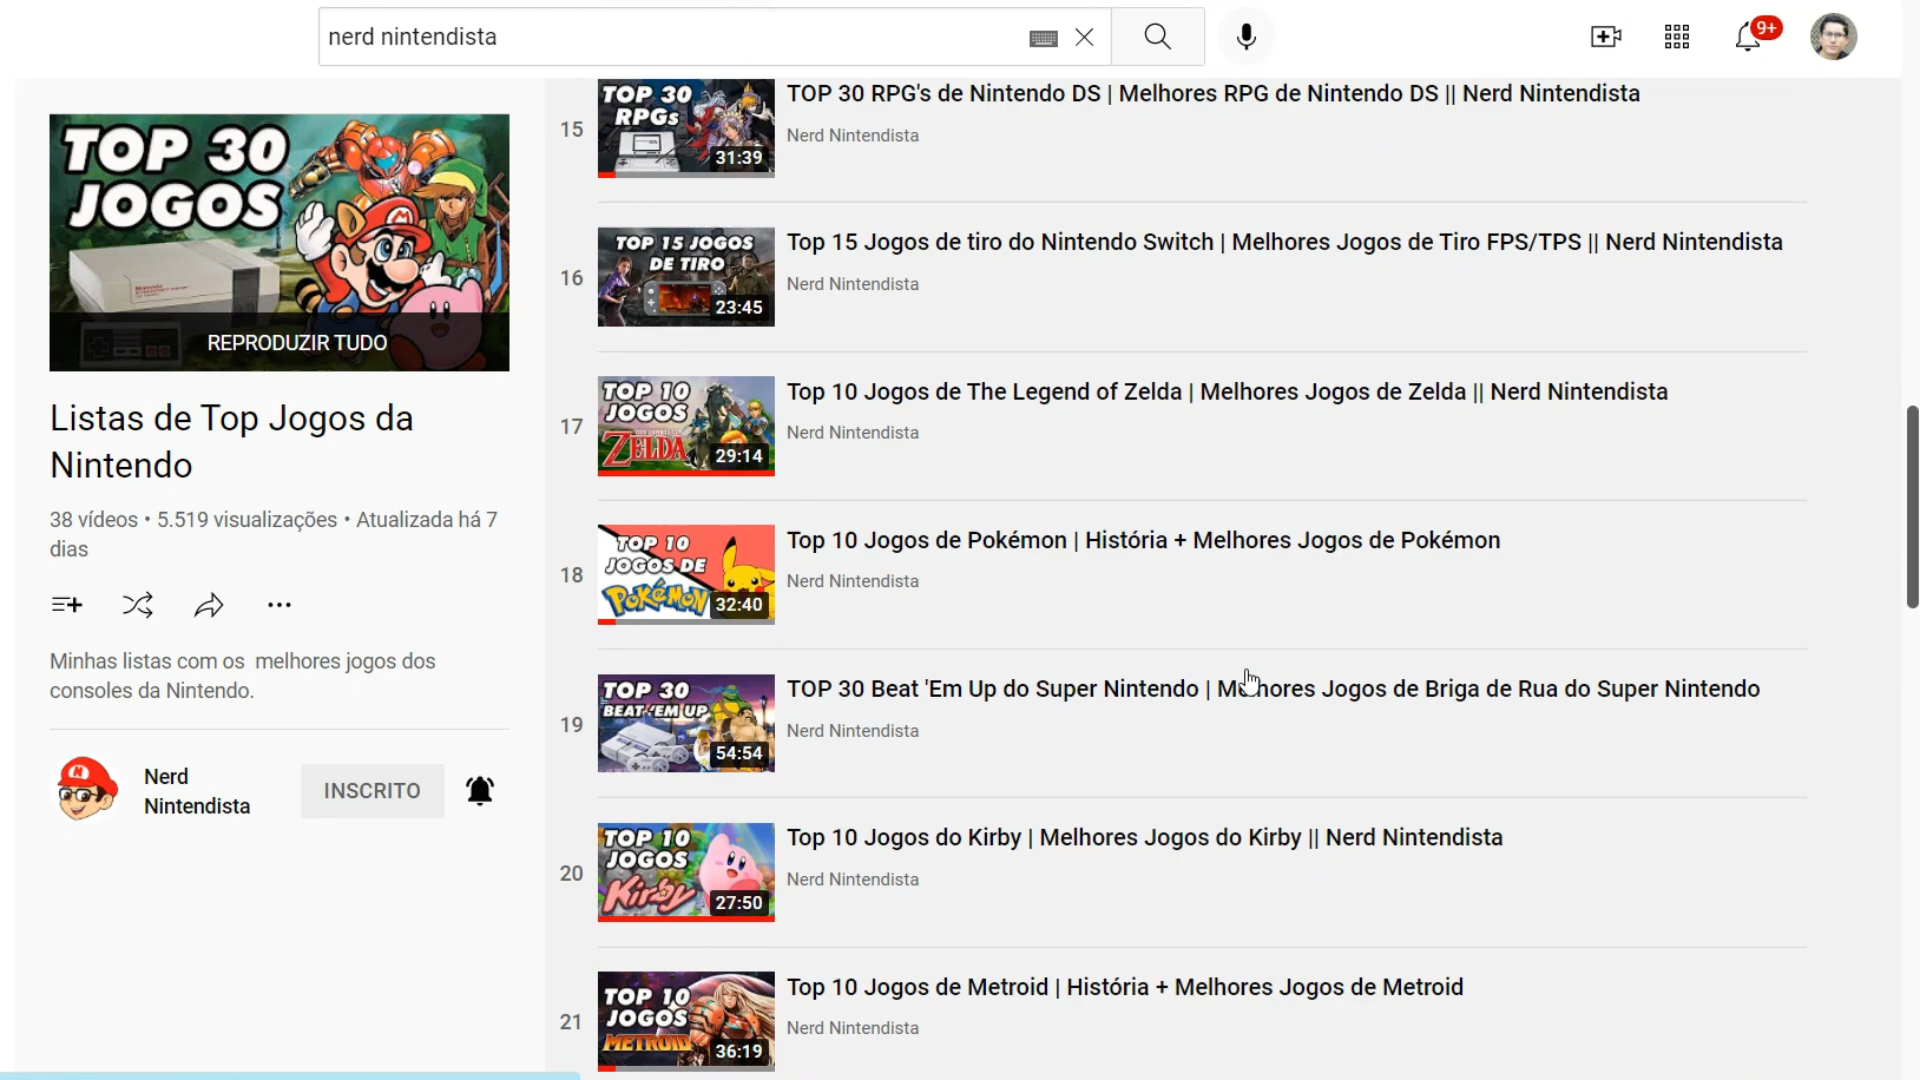 nerd nintendista
9+
TOP 30
JOGOS
REPRODUZIR TUDO
Listas de Top Jogos da
Nintendo
38 vídeos • 5.519 visualizações • Atualizada há 7
dias
Minhas listas com os melhores jogos dos
consoles da Nintendo.
Nerd
Nintendista
INSCRITO
15
TOP 30
RPGs
31:39
TOP 30 RPG's de Nintendo DS | Melhores RPG de Nintendo DS || Nerd Nintendista
Nerd Nintendista
16
TOP 15 JOGOS
DE TIRO
23:45
Top 15 Jogos de tiro do Nintendo Switch | Melhores Jogos de Tiro FPS/TPS || Nerd Nintendista
Nerd Nintendista
17
TOP 10
JOGOS
ZELDA
29:14
Top 10 Jogos de The Legend of Zelda | Melhores Jogos de Zelda || Nerd Nintendista
Nerd Nintendista
18
TOP 10
JOGOS DE
POKéMON
32:40
Top 10 Jogos de Pokémon | História + Melhores Jogos de Pokémon
Nerd Nintendista
19
TOP 30
BEAT 'EM UP
54:54
TOP 30 Beat 'Em Up do Super Nintendo | Melhores Jogos de Briga de Rua do Super Nintendo
Nerd Nintendista
20
TOP 10
JOGOS
Kirby
27:50
Top 10 Jogos do Kirby | Melhores Jogos do Kirby || Nerd Nintendista
Nerd Nintendista
21
TOP 10
JOGOS
METROID
36:19
Top 10 Jogos de Metroid | História + Melhores Jogos de Metroid
Nerd Nintendista